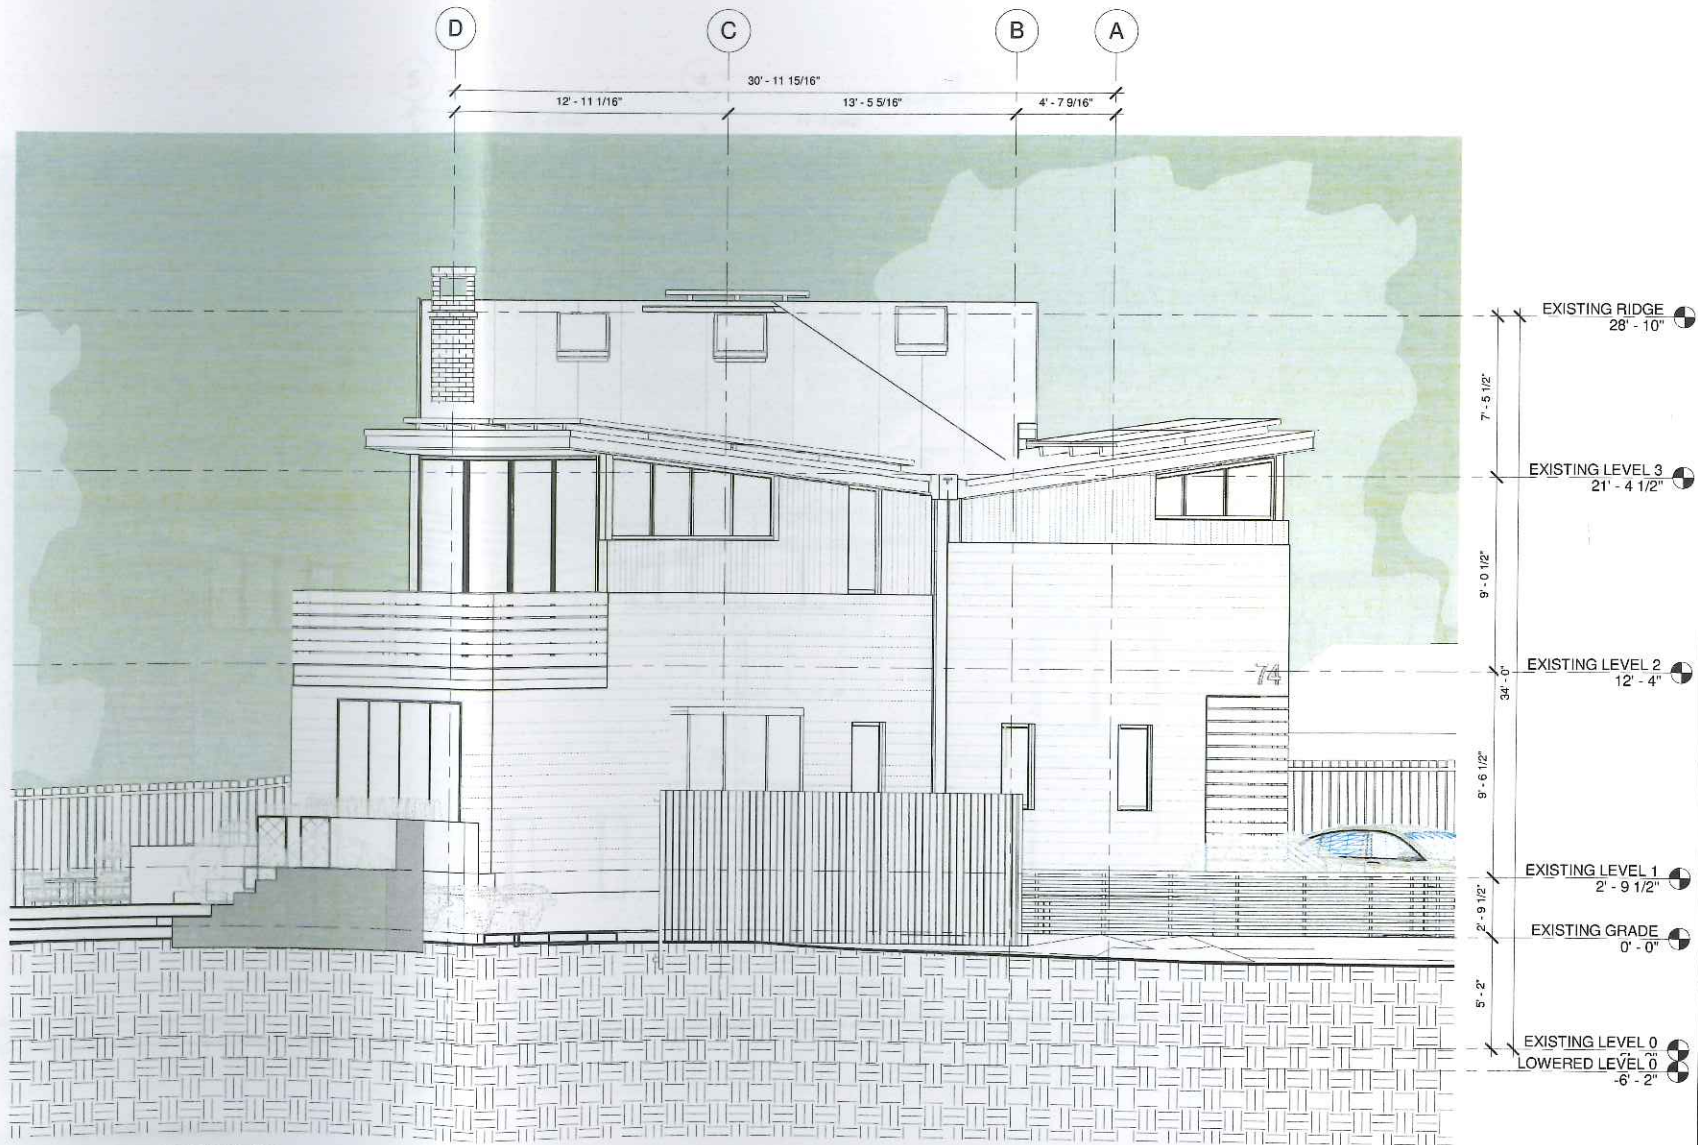 D
C
B
A
30' - 11 15/16"
12' - 11 1/16"
13' - 5 5/16"
4' - 7 9/16"
EXISTING RIDGE
28' - 10"
7' - 5 1/2"
EXISTING LEVEL 3
21' - 4 1/2"
9' - 0 1/2"
EXISTING LEVEL 2
12' - 4"
74
34' - 0"
9' - 6 1/2"
EXISTING LEVEL 1
2' - 9 1/2"
2' - 9 1/2"
EXISTING GRADE
0' - 0"
5' - 2"
EXISTING LEVEL 0
LOWERED LEVEL 0
-6' - 2"